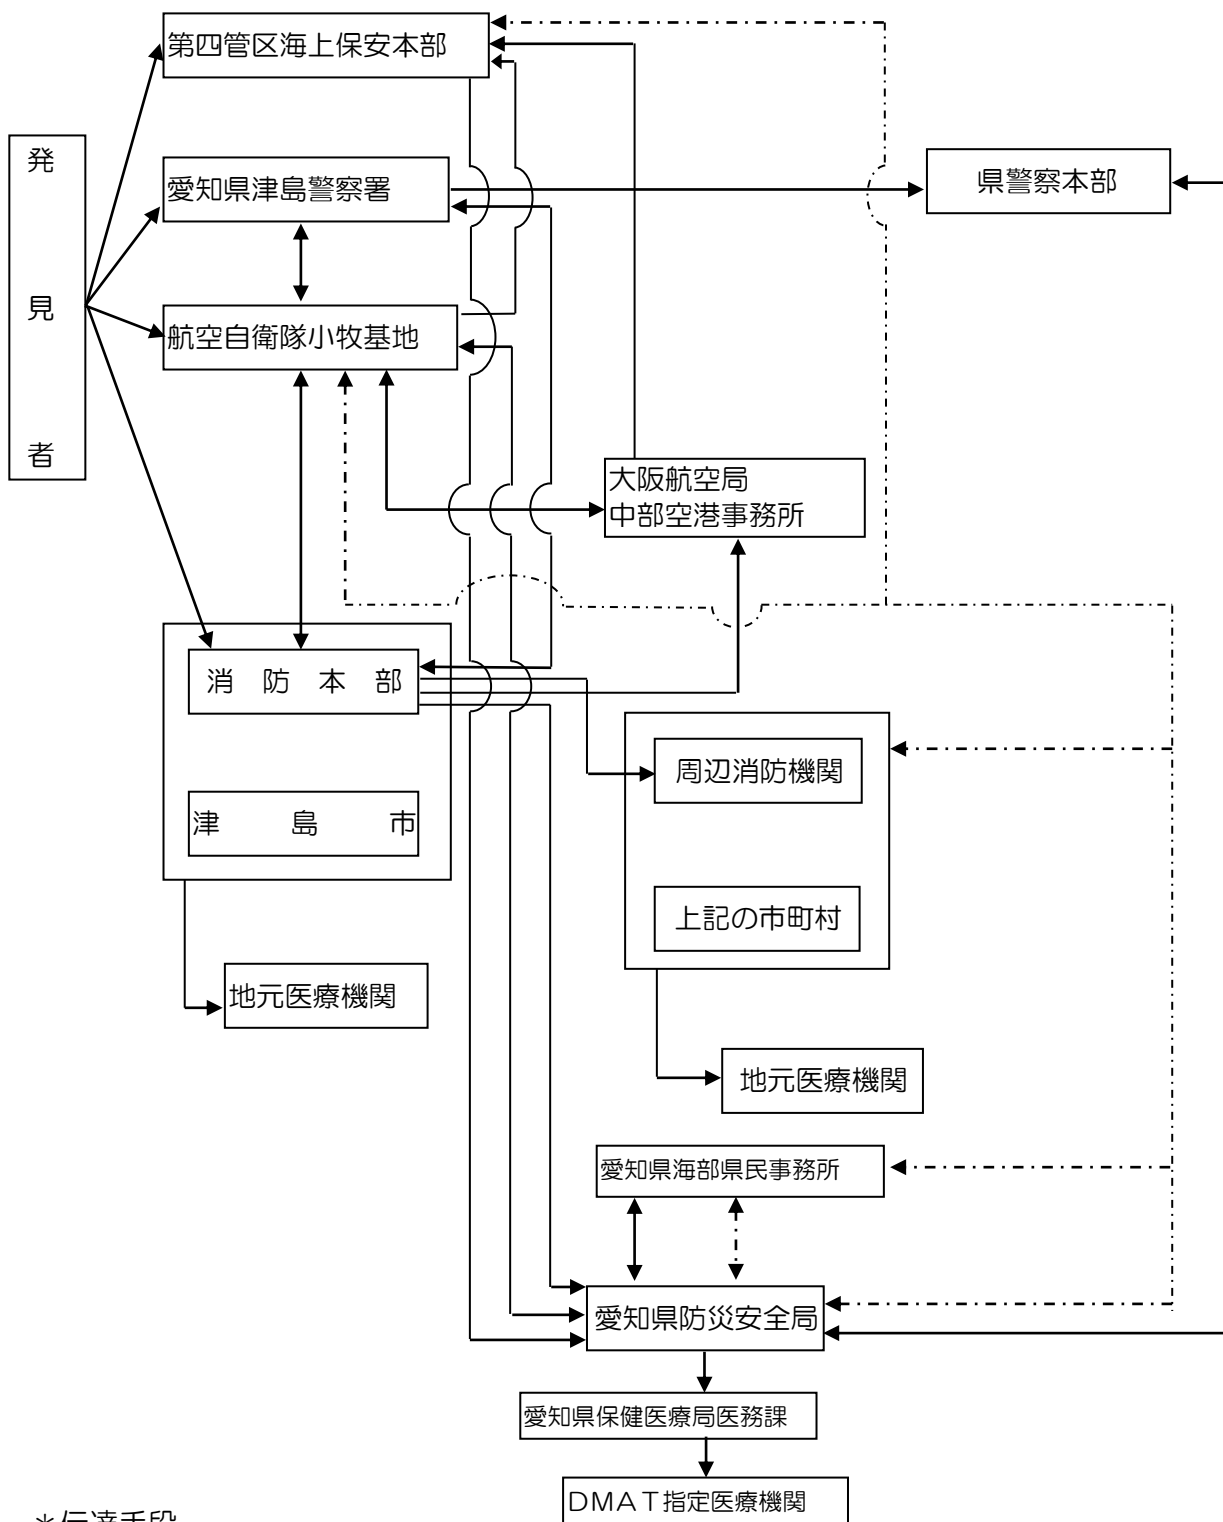 第四管区海上保安本部
発見者
愛知県津島警察署
県警察本部
航空自衛隊小牧基地
大阪航空局
中部空港事務所
消防本部
周辺消防機関
津島市
上記の市町村
地元医療機関
地元医療機関
愛知県海部県民事務所
愛知県防災安全局
愛知県保健医療局医務課
DMAT指定医療機関
＊伝達手段